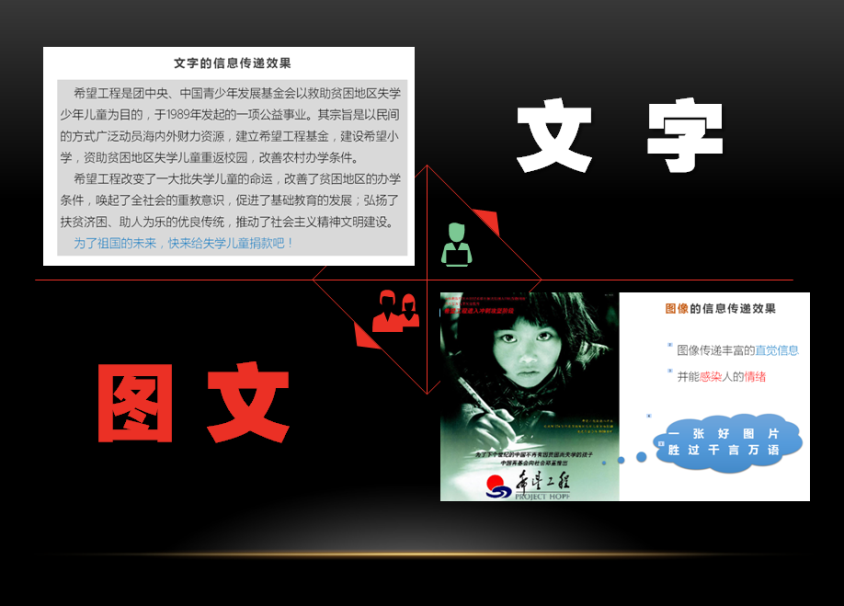 文字的信息传递效果
希望工程是团中央、中国青少年发展基金会以救助贫困地区失学
少年儿童为目的，于1989年发起的一项公益事业。其宗旨是以民间
的方式广泛动员海内外财力资源，建立希望工程基金，建设希望小
学，资助贫困地区失学儿童重返校园，改善农村办学条件。
希望工程改变了一大批失学儿童的命运，改善了贫困地区的办学
条件，唤起了全社会的重教意识，促进了基础教育的发展；弘扬了
扶贫济困、助人为乐的优良传统，推动了社会主义精神文明建设。
为了祖国的未来，快来给失学儿童捐款吧！
文字
图文
图像的信息传递效果
图像传递丰富的直觉信息
并能感染人的情绪
一张好图片
胜过千言万语
为了下个世纪的中国不再有因贫困失学的孩子
希望工程
PROJECT HOPE